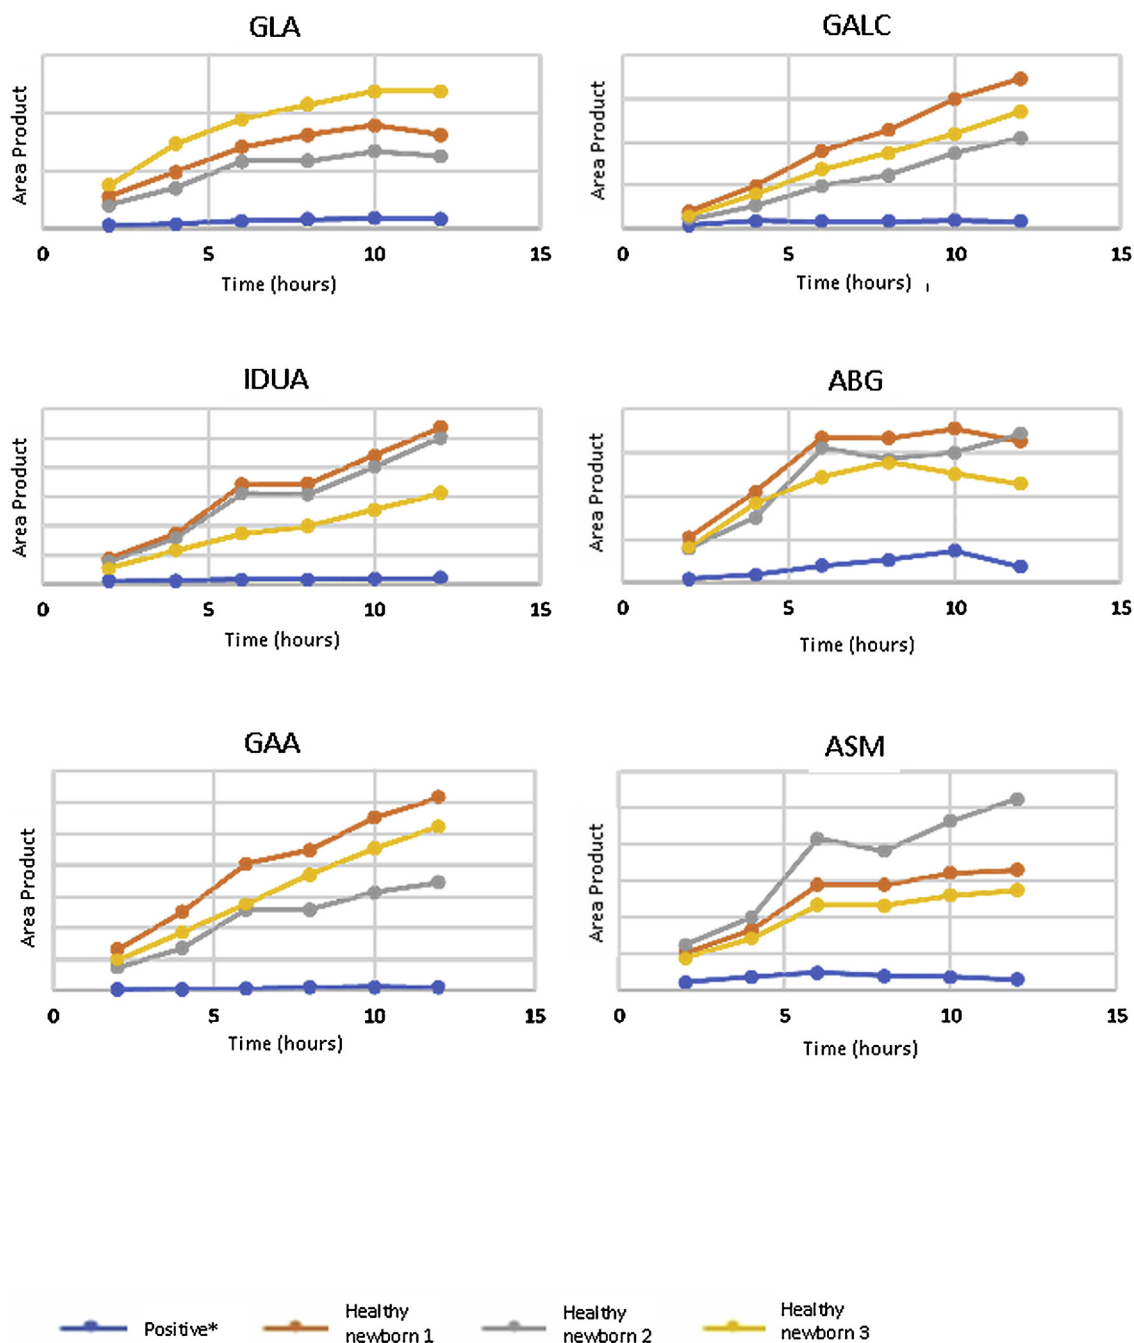 GLA
GALC
Area Product
Area Product
0 5 10 15
0 5 10 15
Time (hours)
Time (hours)
IDUA
ABG
Area Product
Area Product
0 5 10 15
0 5 10 15
Time (hours)
Time (hours)
GAA
ASM
Area Product
Area Product
0 5 10 15
0 5 10 15
Time (hours)
Time (hours)
Positive*
Healthy
newborn 1
Healthy
newborn 2
Healthy
newborn 3